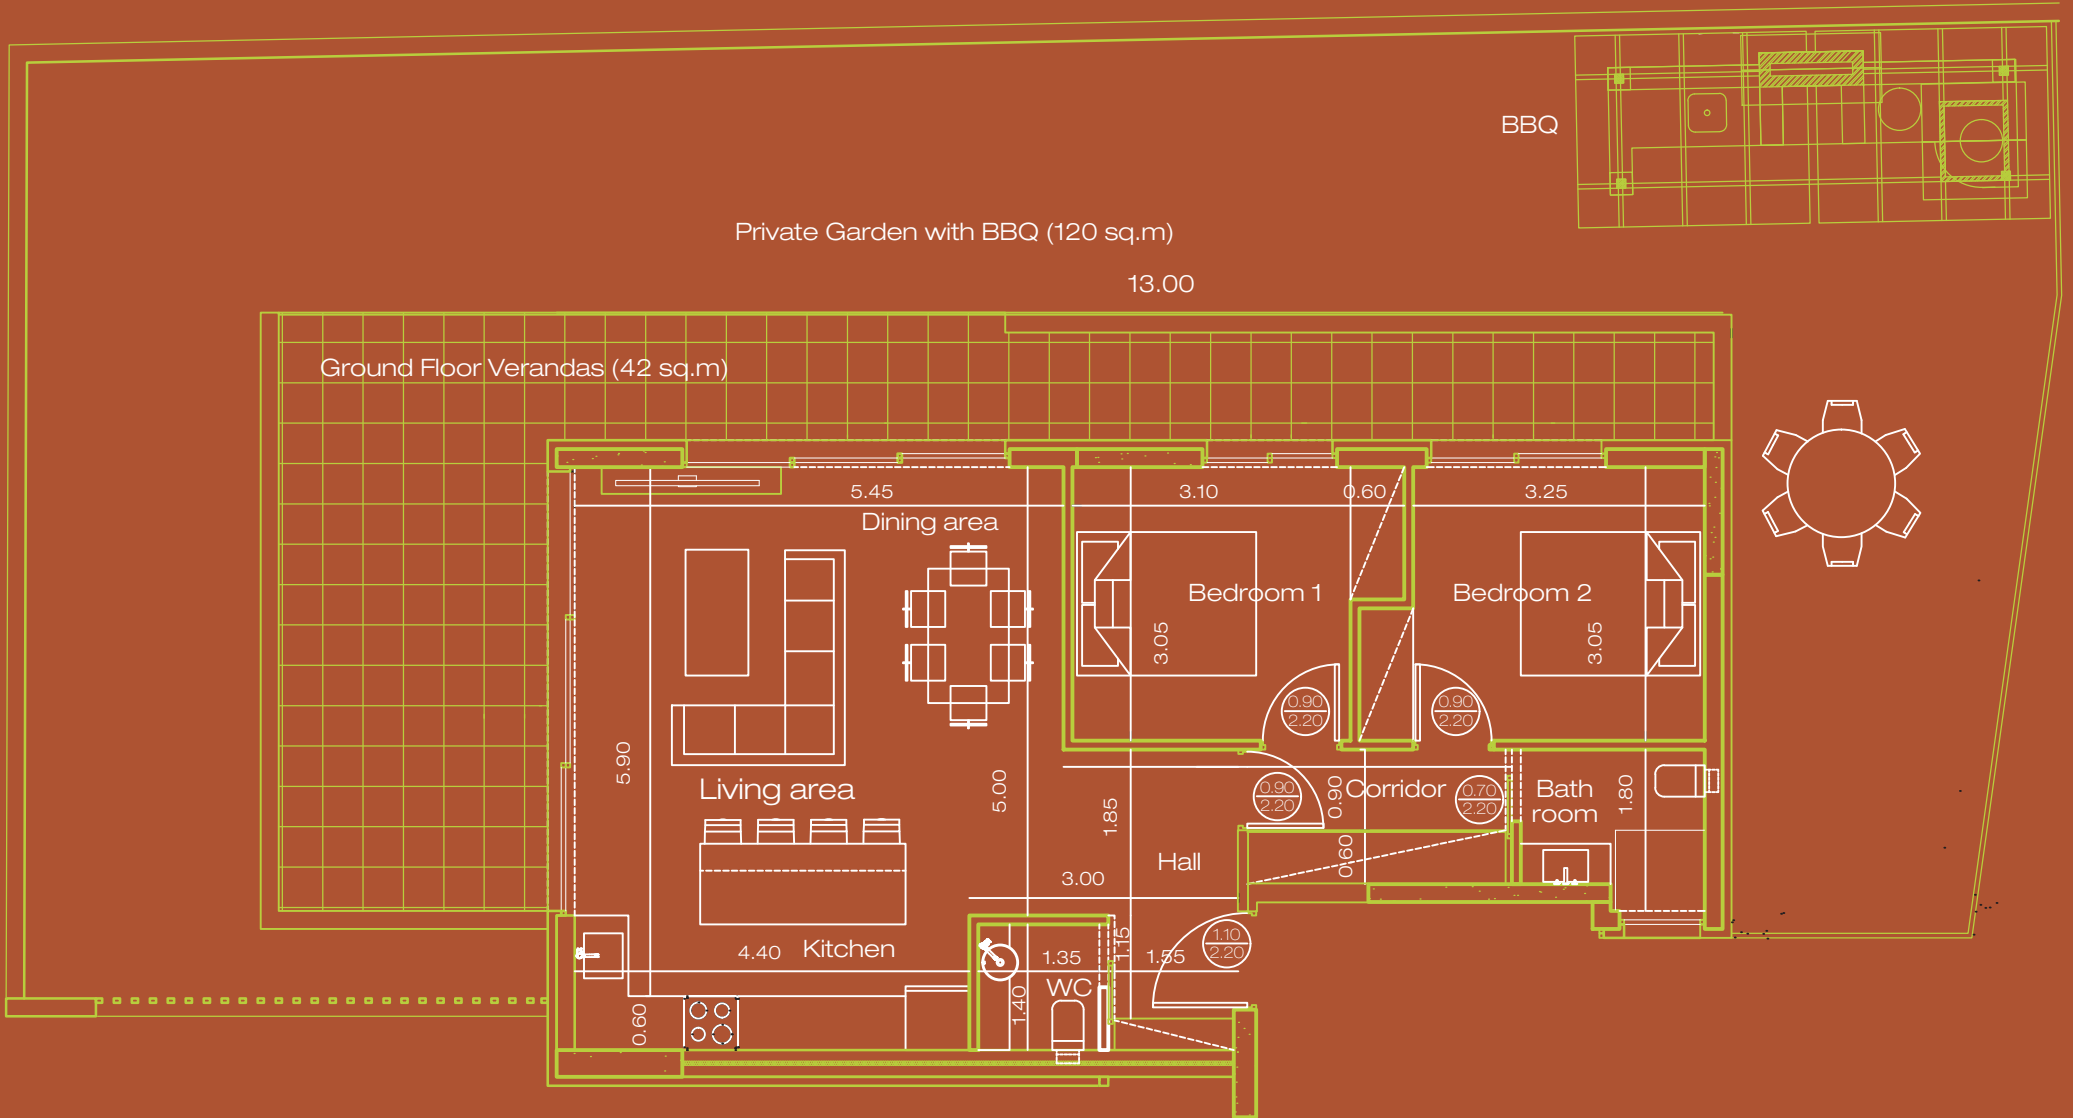 BBQ
Private Garden with BBQ (120 sq.m)
13.00
Ground Floor Verandas (42 sq.m)
5.45
3.10
0.60
3.25
Dining area
Bedroom 1
Bedroom 2
3.05
3.05
0.90
2.20
0.90
2.20
5.90
Living area
5.00
1.85
0.90
2.20
0.90
Corridor
0.70
2.20
Bath
room
1.80
Hall
0.60
3.00
4.40
Kitchen
1.35
1.15
1.55
1.10
2.20
WC
1.40
0.60